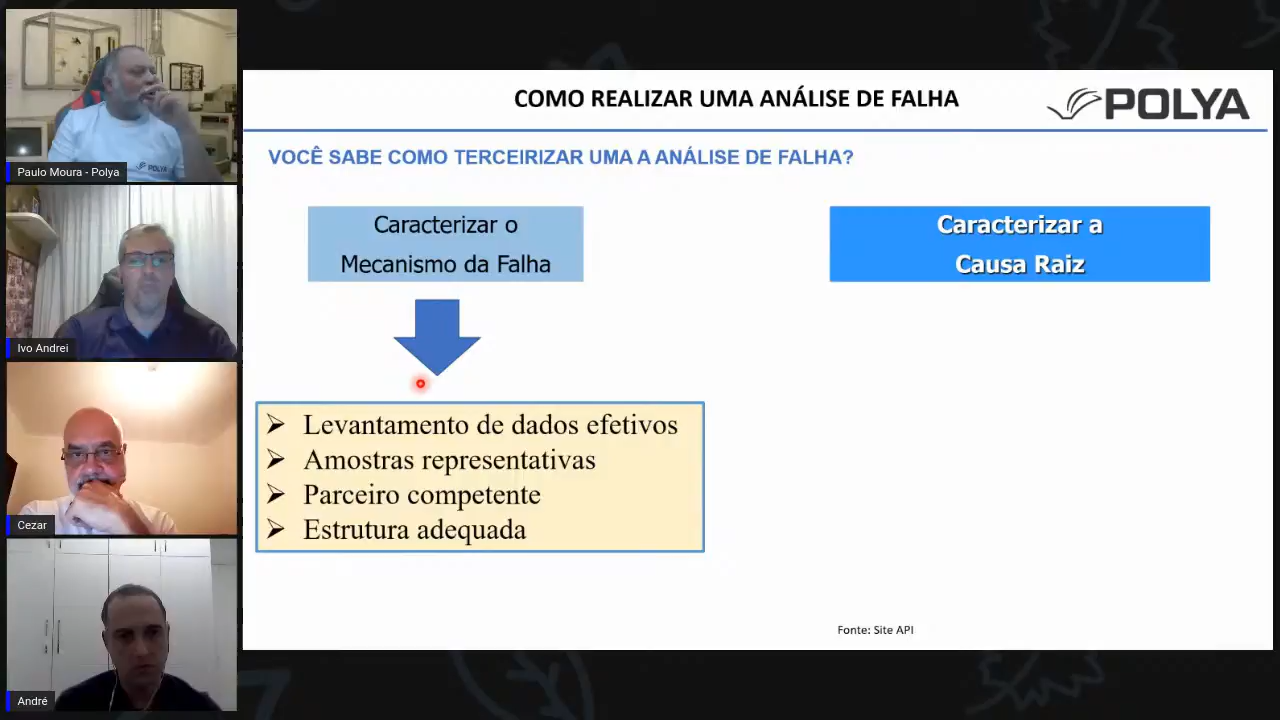 Paulo Moura - Polya
Ivo Andrei
Cezar
André
COMO REALIZAR UMA ANÁLISE DE FALHA
POLYA
VOCÊ SABE COMO TERCEIRIZAR UMA A ANÁLISE DE FALHA?
Caracterizar o
Mecanismo da Falha
Caracterizar a
Causa Raiz
➢ Levantamento de dados efetivos
➢ Amostras representativas
➢ Parceiro competente
➢ Estrutura adequada
Fonte: Site API
POLYA